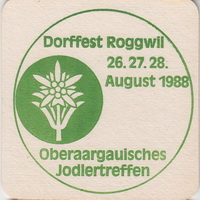 Dorffest Roggwil
26. 27. 28.
August 1988
Oberaargauisches
Jodlertreffen